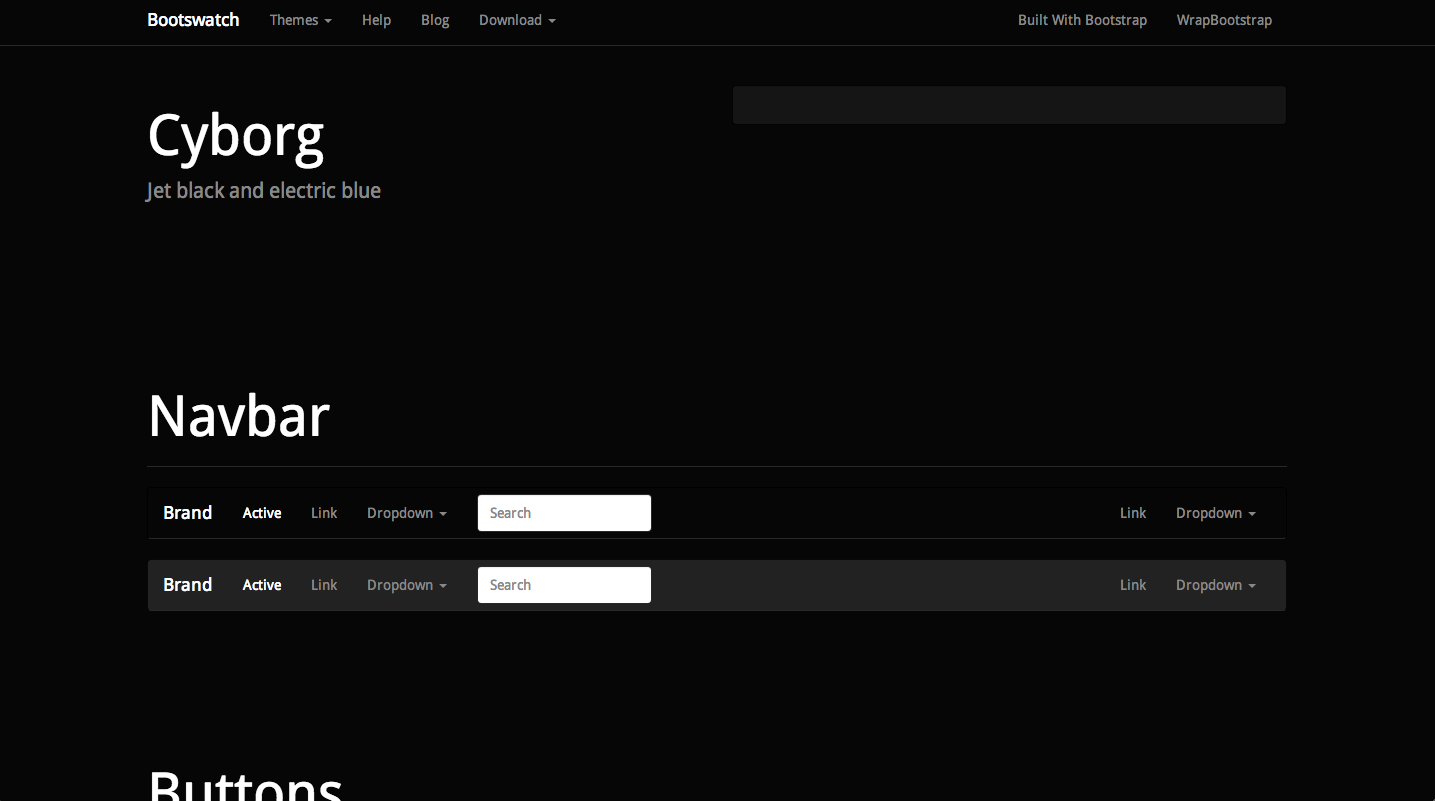 Bootswatch Themes Help Blog Download Built With Bootstrap WrapBootstrap
Cyborg
Jet black and electric blue
Navbar
Brand Active Link Dropdown Search Link Dropdown
Brand Active Link Dropdown Search Link Dropdown
Buttons